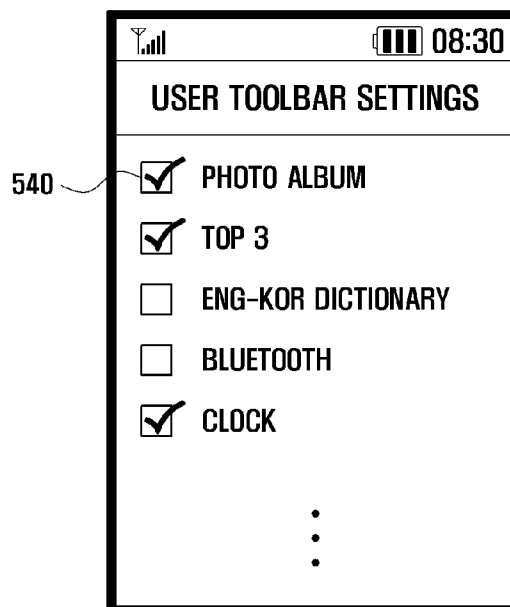 08:30
USER TOOLBAR SETTINGS
540
PHOTO ALBUM
TOP 3
ENG-KOR DICTIONARY
BLUETOOTH
CLOCK